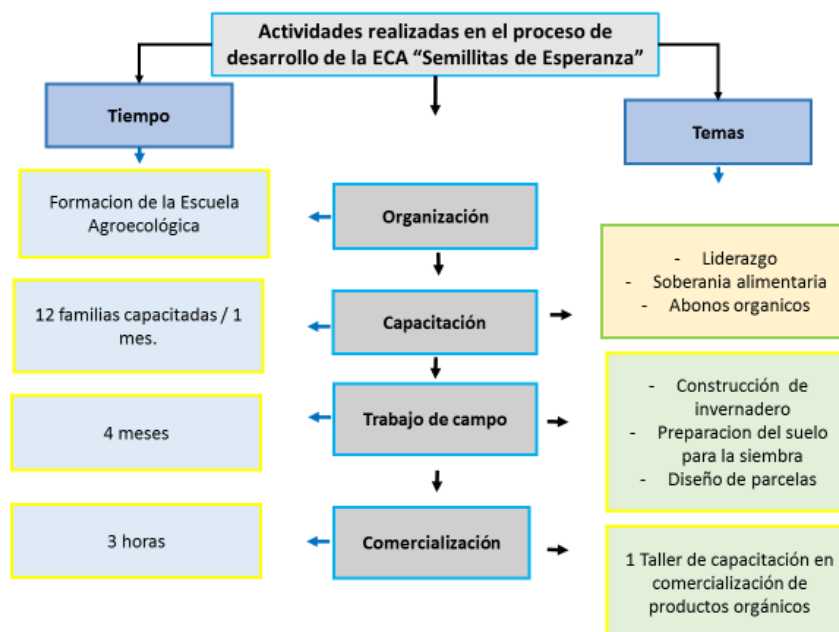 Actividades realizadas en el proceso de
desarrollo de la ECA “Semillitas de Esperanza”
Tiempo
Temas
Formacion de la Escuela
Agroecológica
Organización
- Liderazgo
- Soberania alimentaria
- Abonos organicos
12 familias capacitadas / 1
mes.
Capacitación
- Construcción de
invernadero
- Preparacion del suelo
para la siembra
- Diseño de parcelas
4 meses
Trabajo de campo
3 horas
Comercialización
1 Taller de capacitación en
comercialización de
productos orgánicos